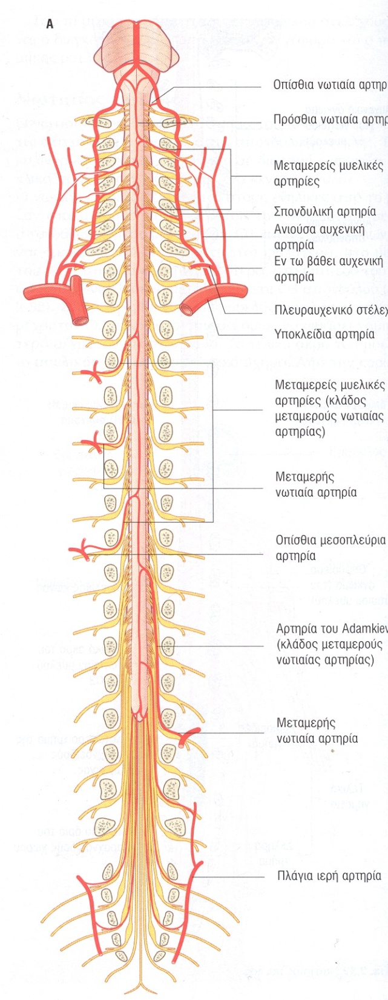 A
Οπίσθια νωτιαία αρτηρ
Πρόσθια νωτιαία αρτηρ
Μεταμερείς μυελικές
αρτηρίες
Σπονδυλική αρτηρία
Ανιούσα αυχενική
αρτηρία
Εν τω βάθει αυχενική
αρτηρία
Πλευραυχενικό στέλεχ
Υποκλείδια αρτηρία
Μεταμερείς μυελικές
αρτηρίες (κλάδος
μεταμερούς νωτιαίας
αρτηρίας)
Μεταμερής
νωτιαία αρτηρία
Οπίσθια μεσοπλεύρια
αρτηρία
Αρτηρία του Adamkiev
(κλάδος μεταμερούς
νωτιαίας αρτηρίας)
Μεταμερής
νωτιαία αρτηρία
Πλάγια ιερή αρτηρία